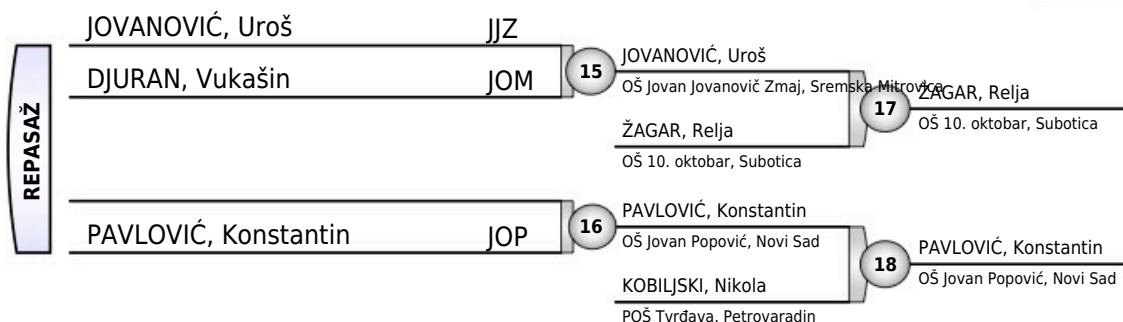 REPASAŽ
JOVANOVIĆ, Uroš JJZ
DJURAN, Vukašin JOM
15
JOVANOVIĆ, Uroš
OŠ Jovan Jovanovič Zmaj, Sremska Mitrovica
ŽAGAR, Relja
OŠ 10. oktobar, Subotica
17
ŽAGAR, Relja
OŠ 10. oktobar, Subotica
PAVLOVIĆ, Konstantin JOP
16
PAVLOVIĆ, Konstantin
OŠ Jovan Popović, Novi Sad
KOBILJSKI, Nikola
POŠ Tvrđava, Petrovaradin
18
PAVLOVIĆ, Konstantin
OŠ Jovan Popović, Novi Sad